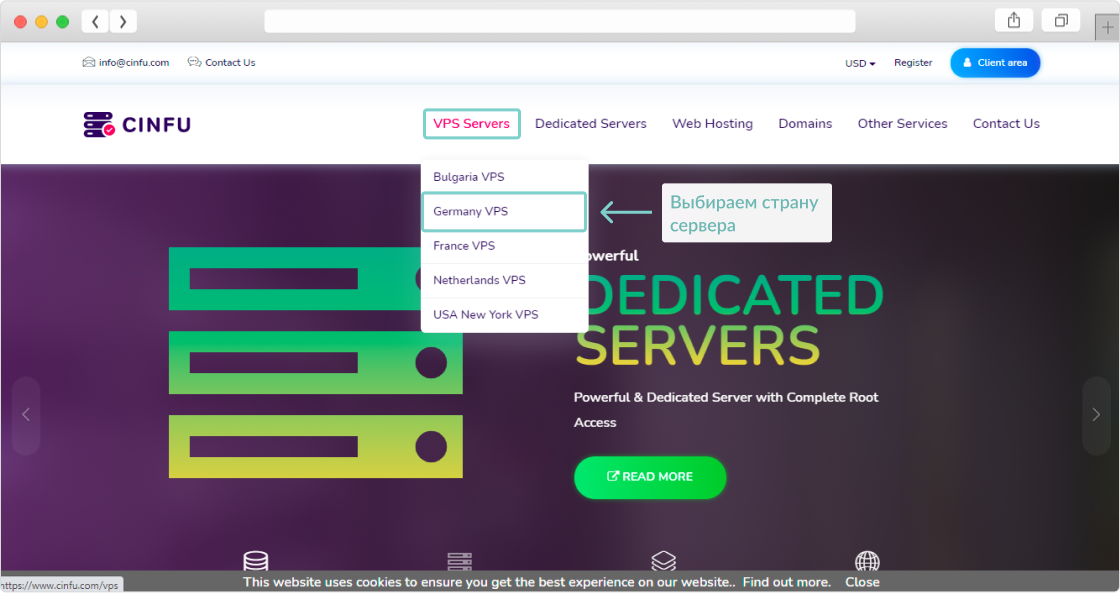 info@cinfu.com Contact Us USD Register Client area
CINFU VPS Servers Dedicated Servers Web Hosting Domains Other Services Contact Us
Bulgaria VPS
Germany VPS
France VPS
Netherlands VPS
USA New York VPS
Выбираем страну
сервера
owerful
DEDICATED
SERVERS
Powerful & Dedicated Server with Complete Root
Access
READ MORE
This website uses cookies to ensure you get the best experience on our website.. Find out more. Close
https://www.cinfu.com/vps